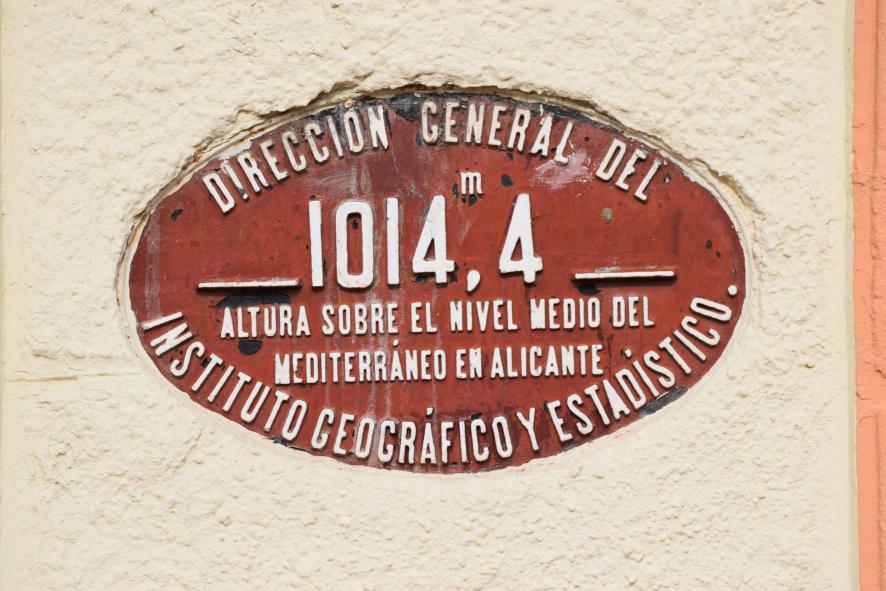 DIRECCIÓN GENERAL DEL
1014,4 m
ALTURA SOBRE EL NIVEL MEDIO DEL
MEDITERRÁNEO EN ALICANTE
INSTITUTO GEOGRÁFICO Y ESTADÍSTICO.